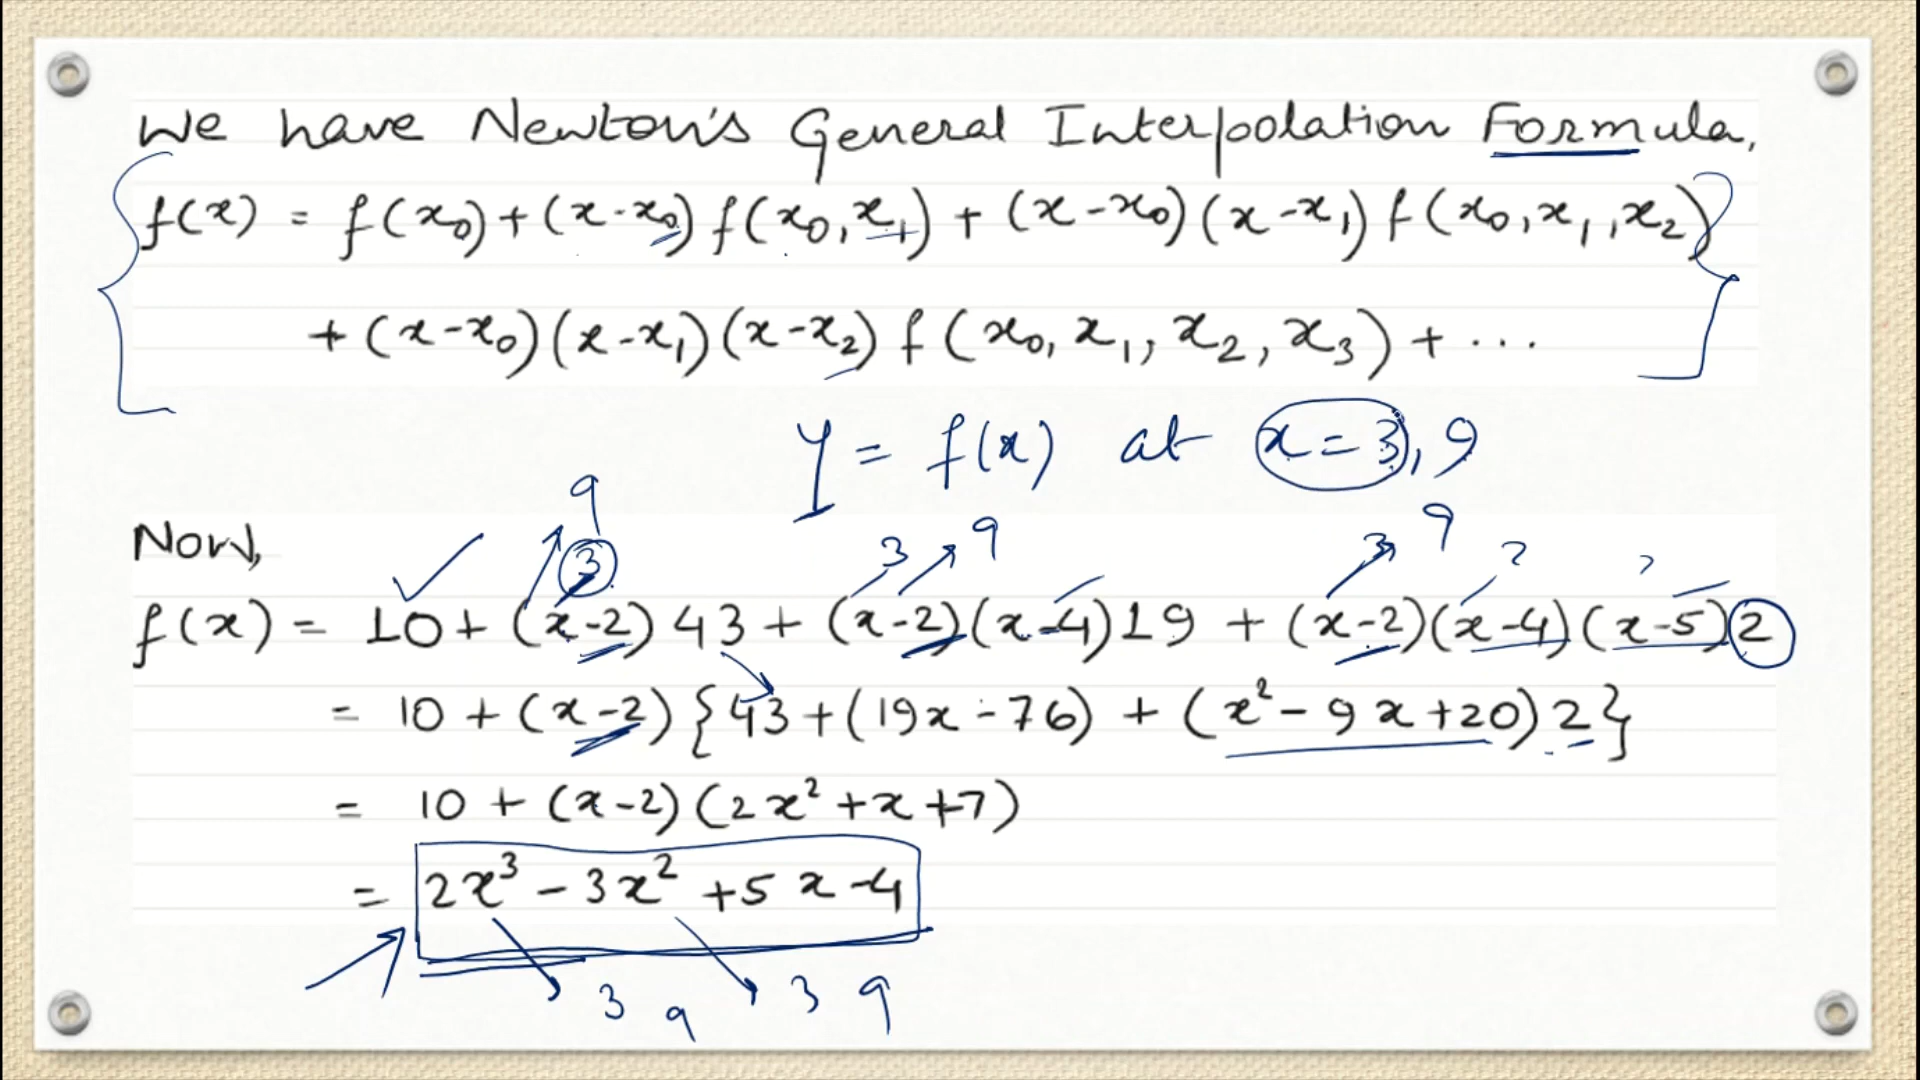 We have Newton's General Interpolation Formula,
f(x) = f(x₀) + (x-x₀) f(x₀, x₁) + (x-x₀)(x-x₁) f(x₀, x₁, x₂)
+ (x-x₀)(x-x₁)(x-x₂) f(x₀, x₁, x₂, x₃) + ...
y = f(x) at x=3, 9
9
3 9 3 9
Now, 3
f(x) = 10 + (x-2) 43 + (x-2)(x-4)19 + (x-2)(x-4)(x-5)2
= 10 + (x-2) {43 + (19x-76) + (x²-9x+20) 2}
= 10 + (x-2)(2x²+x+7)
= 2x³ - 3x² + 5x - 4
3 9 3 9